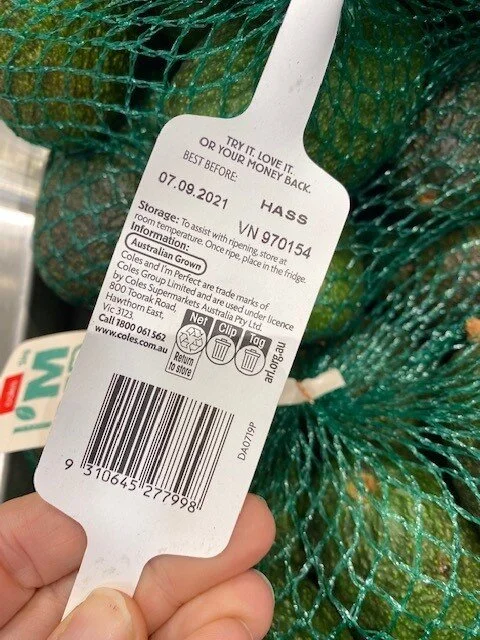 TRY IT. LOVE IT.
OR YOUR MONEY BACK.
BEST BEFORE:
07.09.2021
HASS
VN 970154
Storage: To assist with ripening, store at
room temperature. Once ripe, place in the fridge.
Information:
Australian Grown
Coles and I'm Perfect are trade marks of
Coles Group Limited and are used under licence
by Coles Supermarkets Australia Pty Ltd.
800 Toorak Road,
Hawthorn East,
Vic 3123.
Call 1800 061 562
www.coles.com.au
Net Clip Tag
Return
to store
arl.org.au
DA0719P
9 310645 277998
coles
I'M